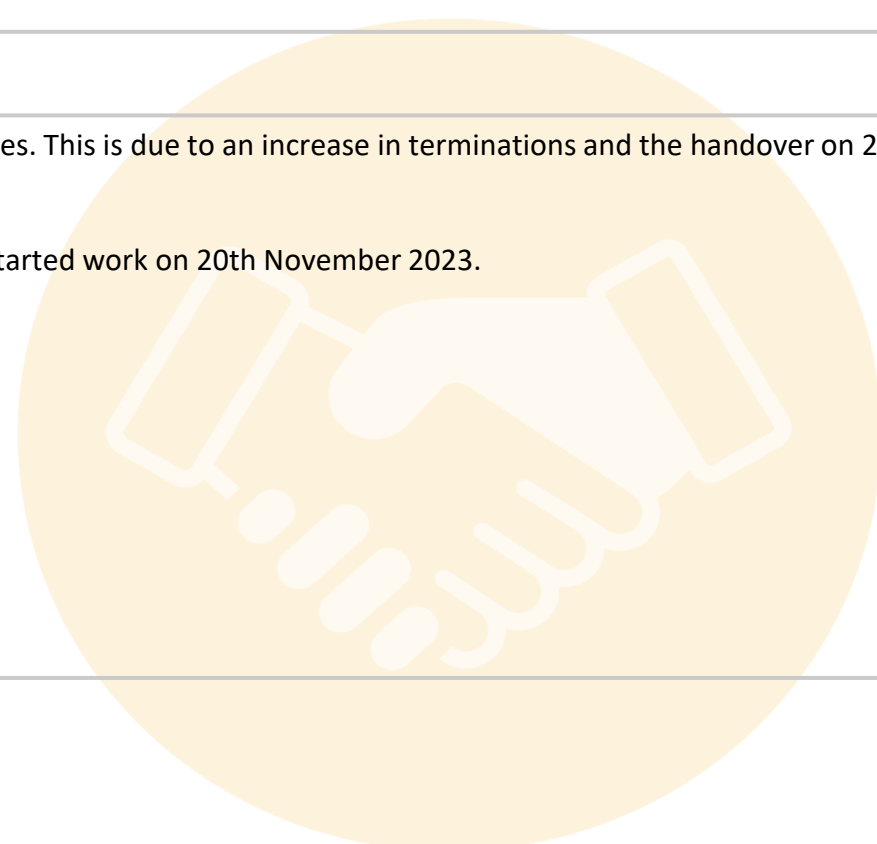 es. This is due to an increase in terminations and the handover on 2
tarted work on 20th November 2023.